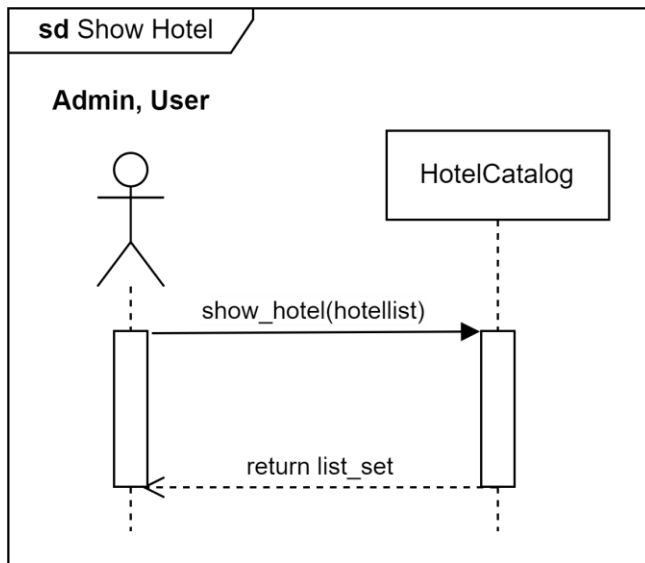 sd Show Hotel
Admin, User
HotelCatalog
show_hotel(hotellist)
return list_set